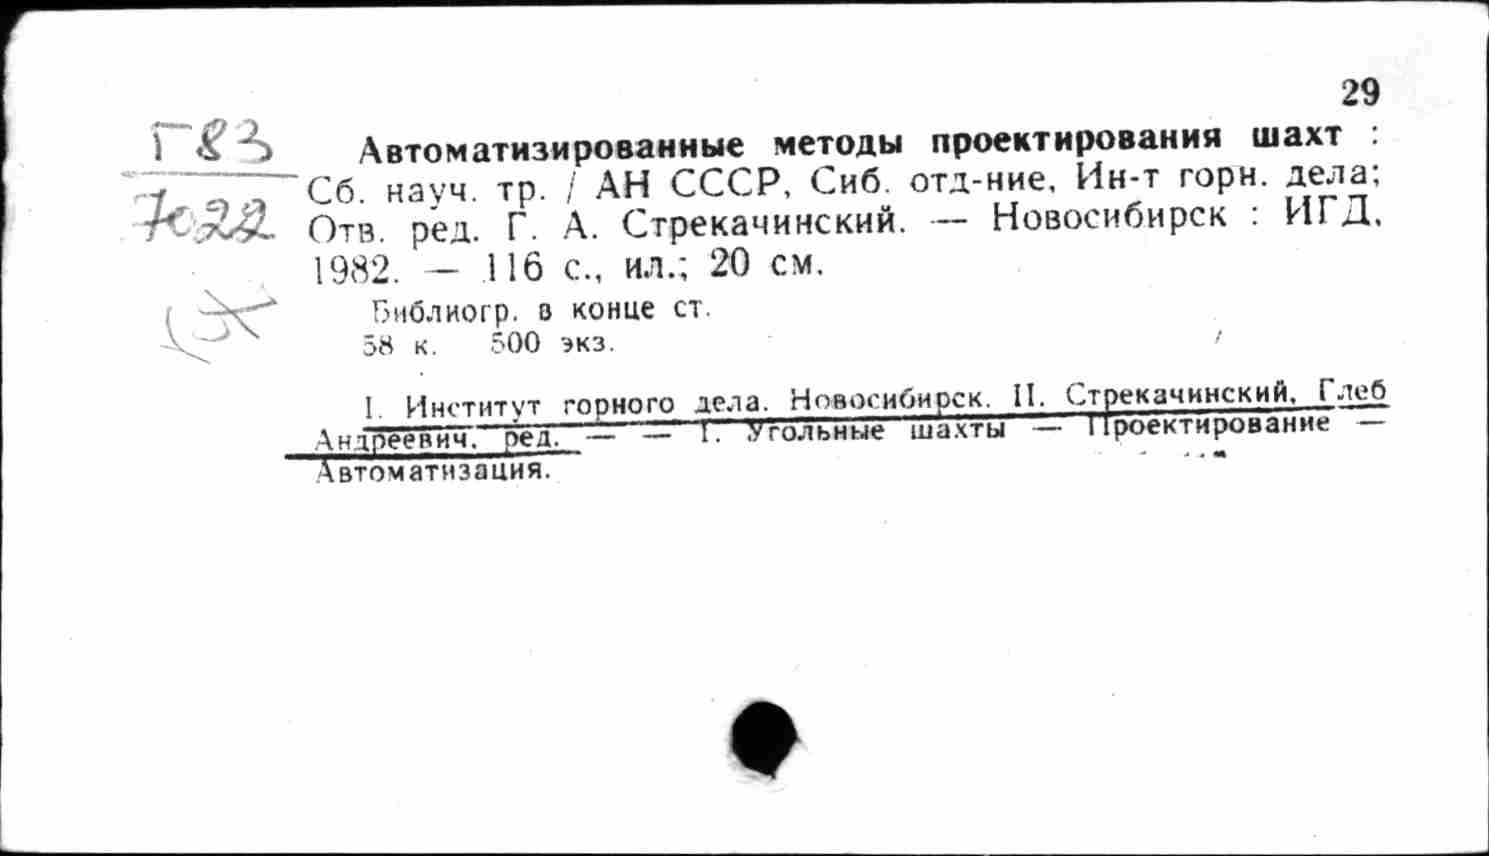 29
Г83
Автоматизированные методы проектирования шахт :
Сб. науч. тр. / АН СССР, Сиб. отд-ние, Ин-т горн. дела;
7022
Отв. ред. Г. А. Стрекачинский. — Новосибирск : ИГД,
1982. — 116 с., ил.; 20 см.
Библиогр. в конце ст.
58 к. 500 экз.
I. Институт горного дела. Новосибирск. II. Стрекачинский, Глеб
Андреевич, ред. — — 1. Угольные шахты — Проектирование —
Автоматизация.